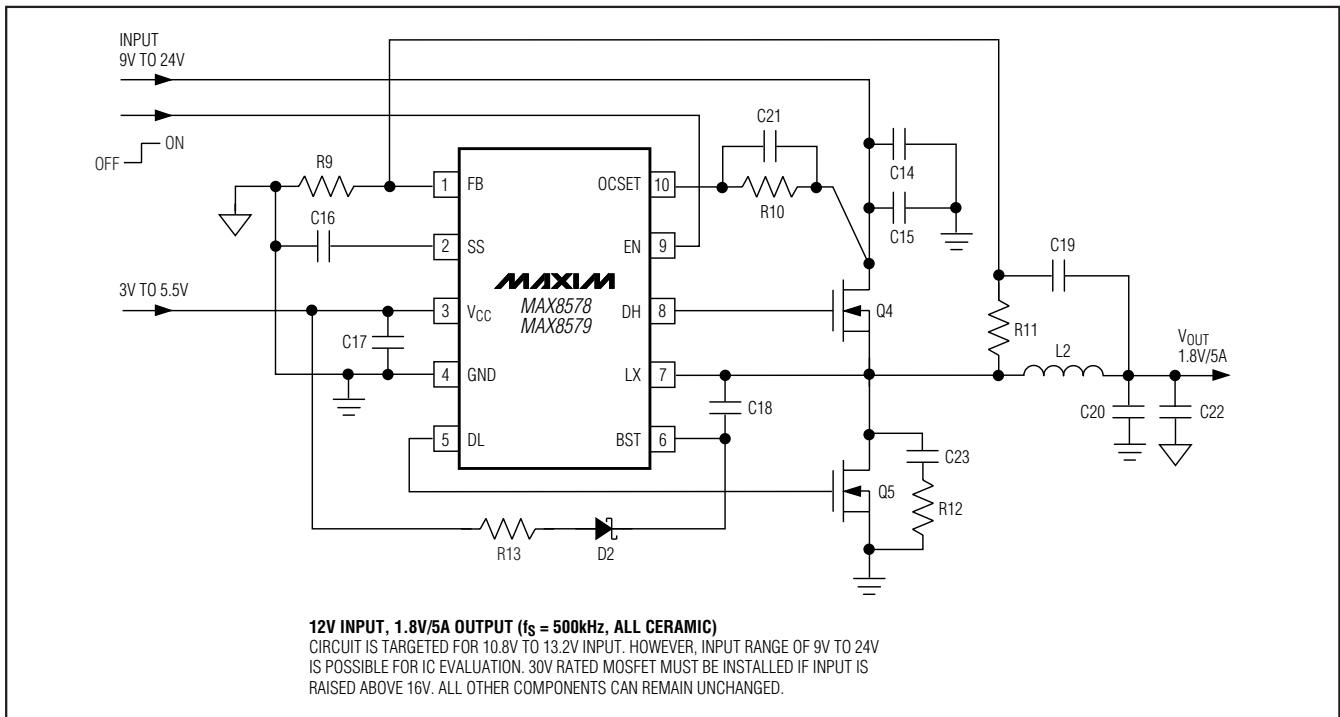 INPUT
9V TO 24V
OFF
ON
R9
C16
3V TO 5.5V
C17
1
FB
2
SS
3
VCC
4
GND
5
DL
MAXIM
MAX8578
MAX8579
OCSET
10
EN
9
DH
8
LX
7
BST
6
C21
R10
C14
C15
Q4
C18
C19
R11
L2
VOUT
1.8V/5A
C20
C22
C23
Q5
R12
R13
D2
12V INPUT, 1.8V/5A OUTPUT (fS = 500kHz, ALL CERAMIC)
CIRCUIT IS TARGETED FOR 10.8V TO 13.2V INPUT. HOWEVER, INPUT RANGE OF 9V TO 24V
IS POSSIBLE FOR IC EVALUATION. 30V RATED MOSFET MUST BE INSTALLED IF INPUT IS
RAISED ABOVE 16V. ALL OTHER COMPONENTS CAN REMAIN UNCHANGED.